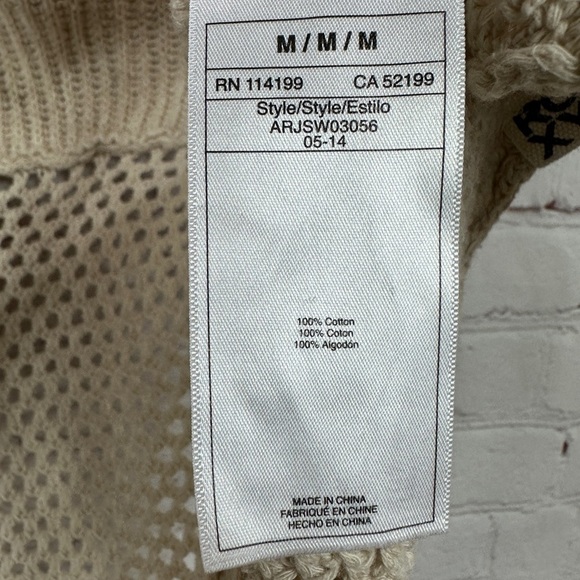 M / M / M
RN 114199 CA 52199
Style/Style/Estilo
ARJSW03056
05-14
100% Cotton
100% Coton
100% Algodón
MADE IN CHINA
FABRIQUÉ EN CHINE
HECHO EN CHINA